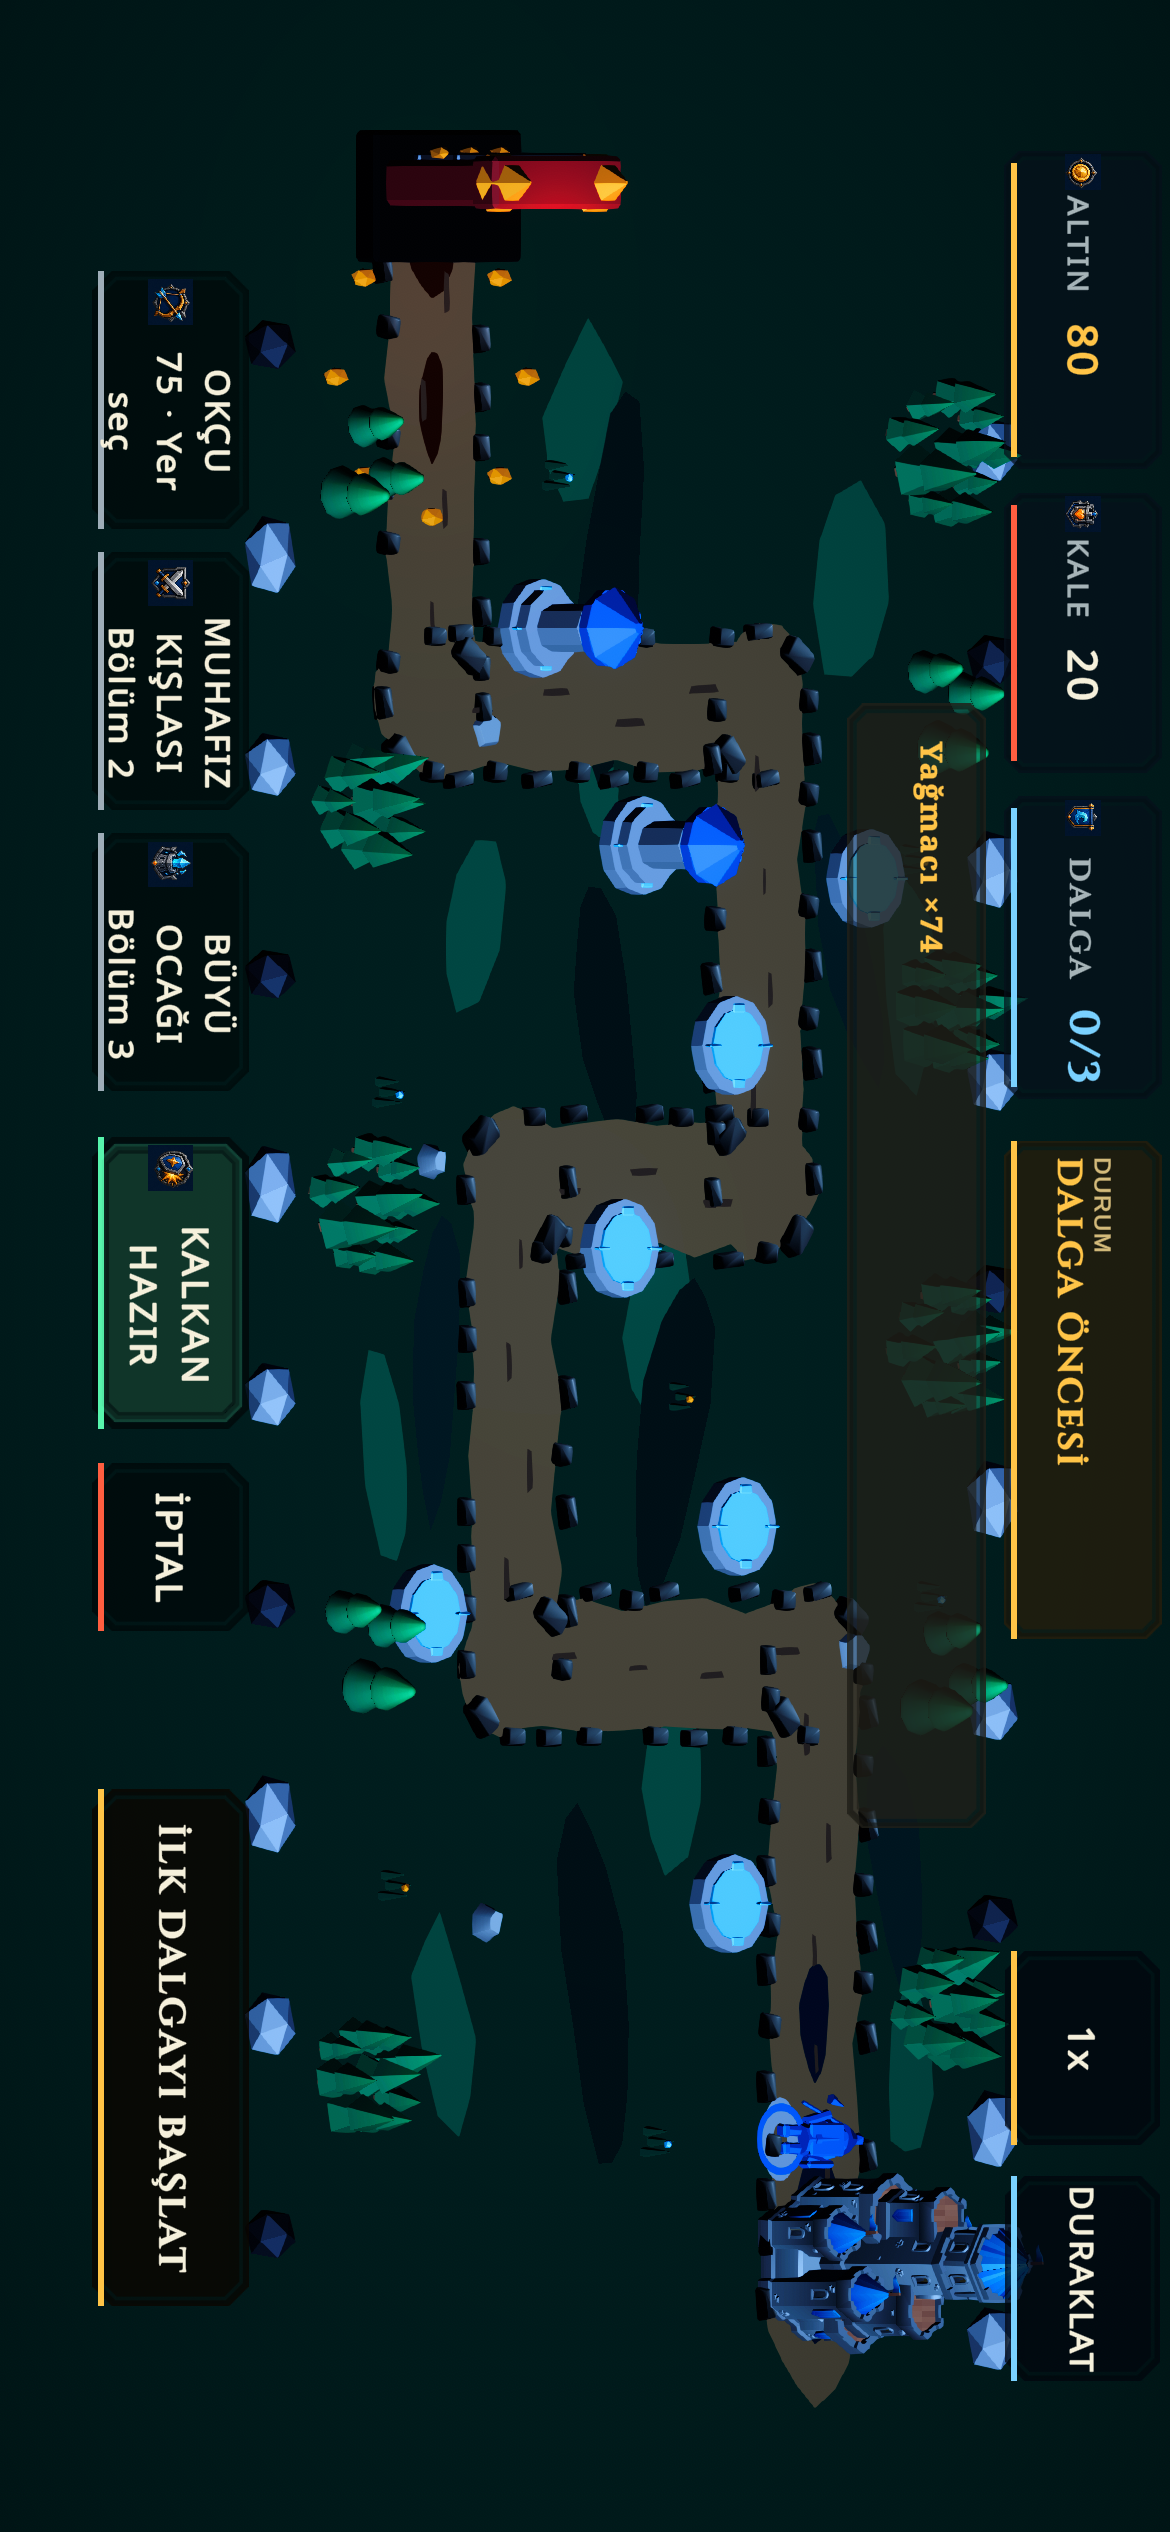 ALTIN 80
KALE 20
DALGA 0/3
DURUM
DALGA ÖNCESİ
1x
DURAKLAT
Yağmacı ×74
OKÇU
75 · Yer
seç
MUHAFIZ
KIŞLASI
Bölüm 2
BÜYÜ
OCAĞI
Bölüm 3
KALKAN
HAZIR
İPTAL
İLK DALGAYI BAŞLAT